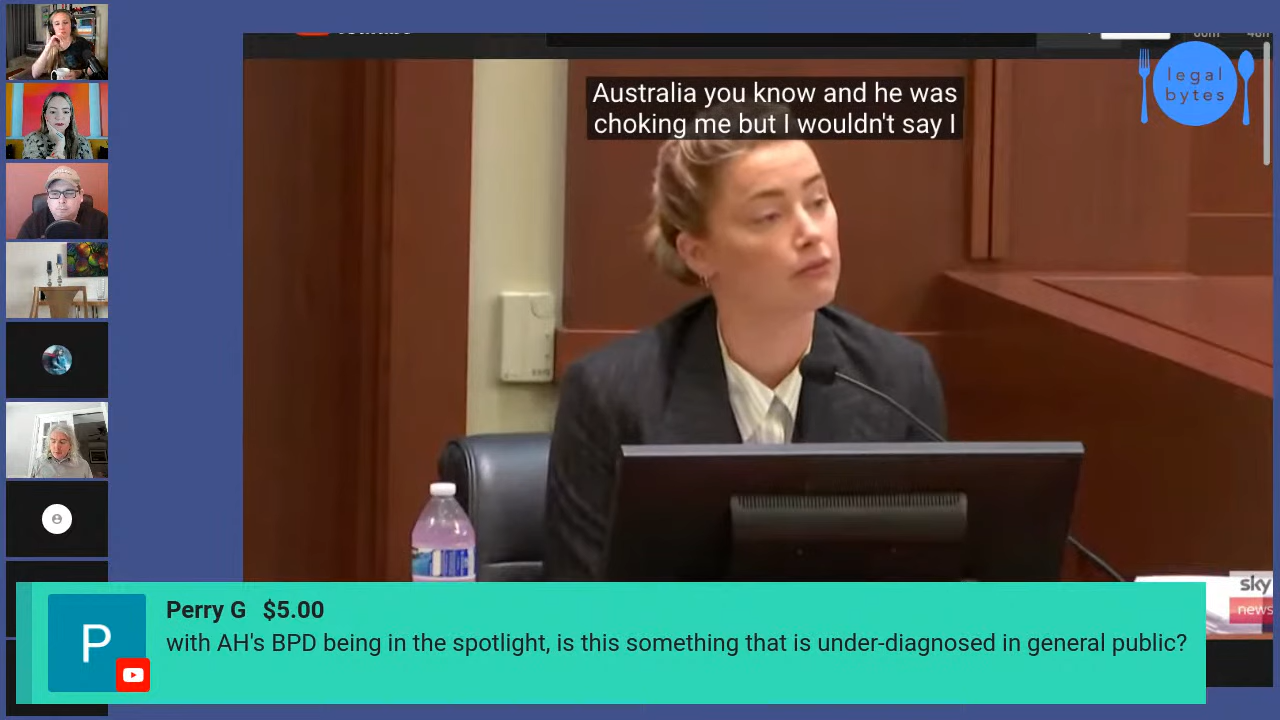 Australia you know and he was
choking me but I wouldn't say I
legal
bytes
sky
news
P
Perry G $5.00
with AH's BPD being in the spotlight, is this something that is under-diagnosed in general public?